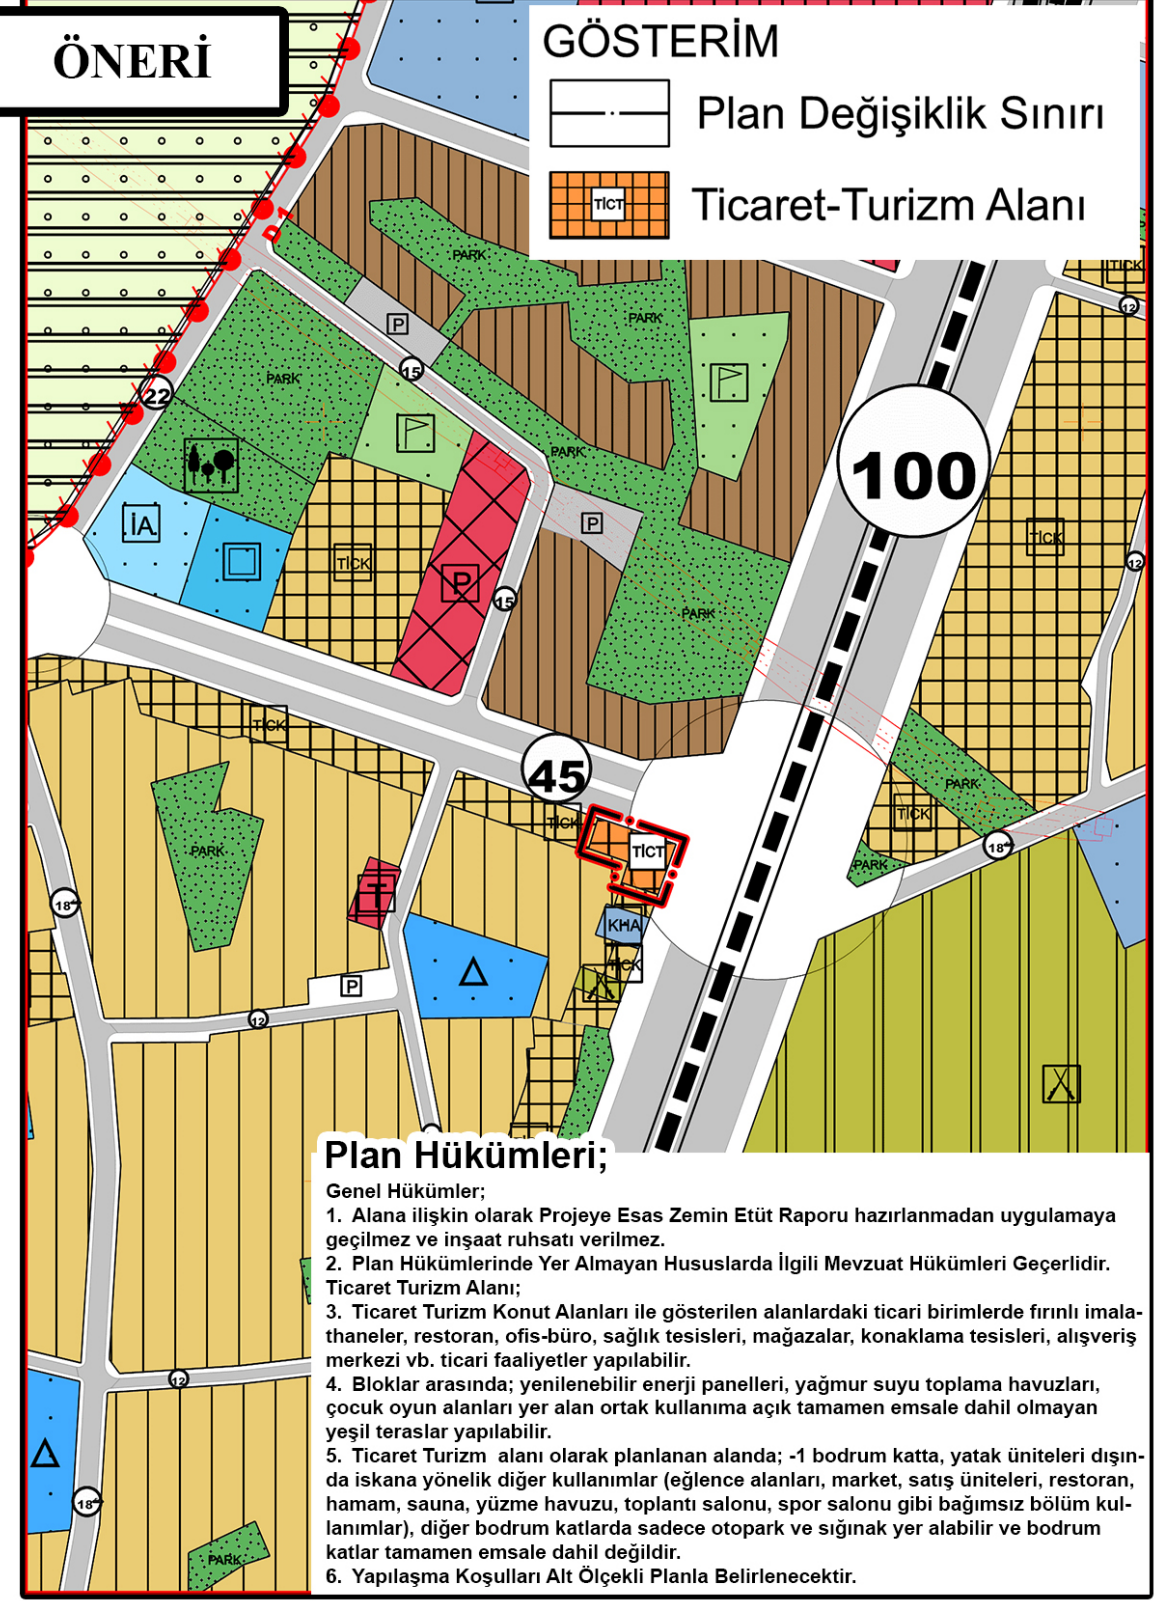 ÖNERİ
GÖSTERİM
Plan Değişiklik Sınırı
TİCT
Ticaret-Turizm Alanı
D 1
PARK
TİCK
12
P
PARK
15
PARK
22
100
PARK
P
İA
TİCK
TİCK
P
15
12
PARK
TİCK
45
PARK
TİCK
TİCK
18
TİCT
PARK
PARK
T
18
KHA
TİCK
P
12
Plan Hükümleri;
Genel Hükümler;
1. Alana ilişkin olarak Projeye Esas Zemin Etüt Raporu hazırlanmadan uygulamaya
geçilmez ve inşaat ruhsatı verilmez.
2. Plan Hükümlerinde Yer Almayan Hususlarda İlgili Mevzuat Hükümleri Geçerlidir.
Ticaret Turizm Alanı;
3. Ticaret Turizm Konut Alanları ile gösterilen alanlardaki ticari birimlerde fırınlı imala-
thaneler, restoran, ofis-büro, sağlık tesisleri, mağazalar, konaklama tesisleri, alışveriş
merkezi vb. ticari faaliyetler yapılabilir.
4. Bloklar arasında; yenilenebilir enerji panelleri, yağmur suyu toplama havuzları,
çocuk oyun alanları yer alan ortak kullanıma açık tamamen emsale dahil olmayan
yeşil teraslar yapılabilir.
5. Ticaret Turizm alanı olarak planlanan alanda; -1 bodrum katta, yatak üniteleri dışın-
da iskana yönelik diğer kullanımlar (eğlence alanları, market, satış üniteleri, restoran,
hamam, sauna, yüzme havuzu, toplantı salonu, spor salonu gibi bağımsız bölüm kul-
lanımlar), diğer bodrum katlarda sadece otopark ve sığınak yer alabilir ve bodrum
katlar tamamen emsale dahil değildir.
6. Yapılaşma Koşulları Alt Ölçekli Planla Belirlenecektir.
12
18
PARK